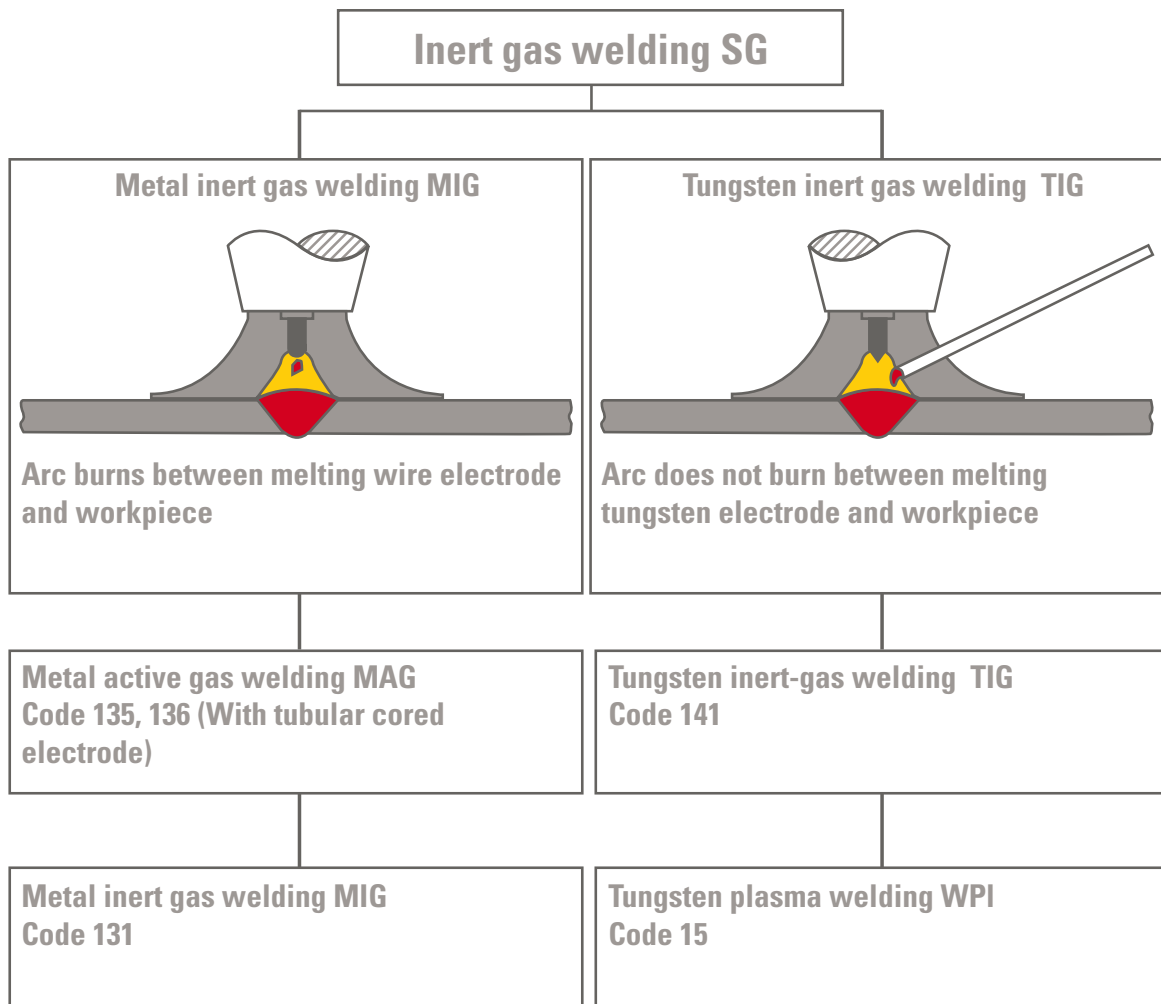 Inert gas welding SG
Metal inert gas welding MIG
Arc burns between melting wire electrode
and workpiece
Tungsten inert gas welding TIG
Arc does not burn between melting
tungsten electrode and workpiece
Metal active gas welding MAG
Code 135, 136 (With tubular cored
electrode)
Tungsten inert-gas welding TIG
Code 141
Metal inert gas welding MIG
Code 131
Tungsten plasma welding WPI
Code 15